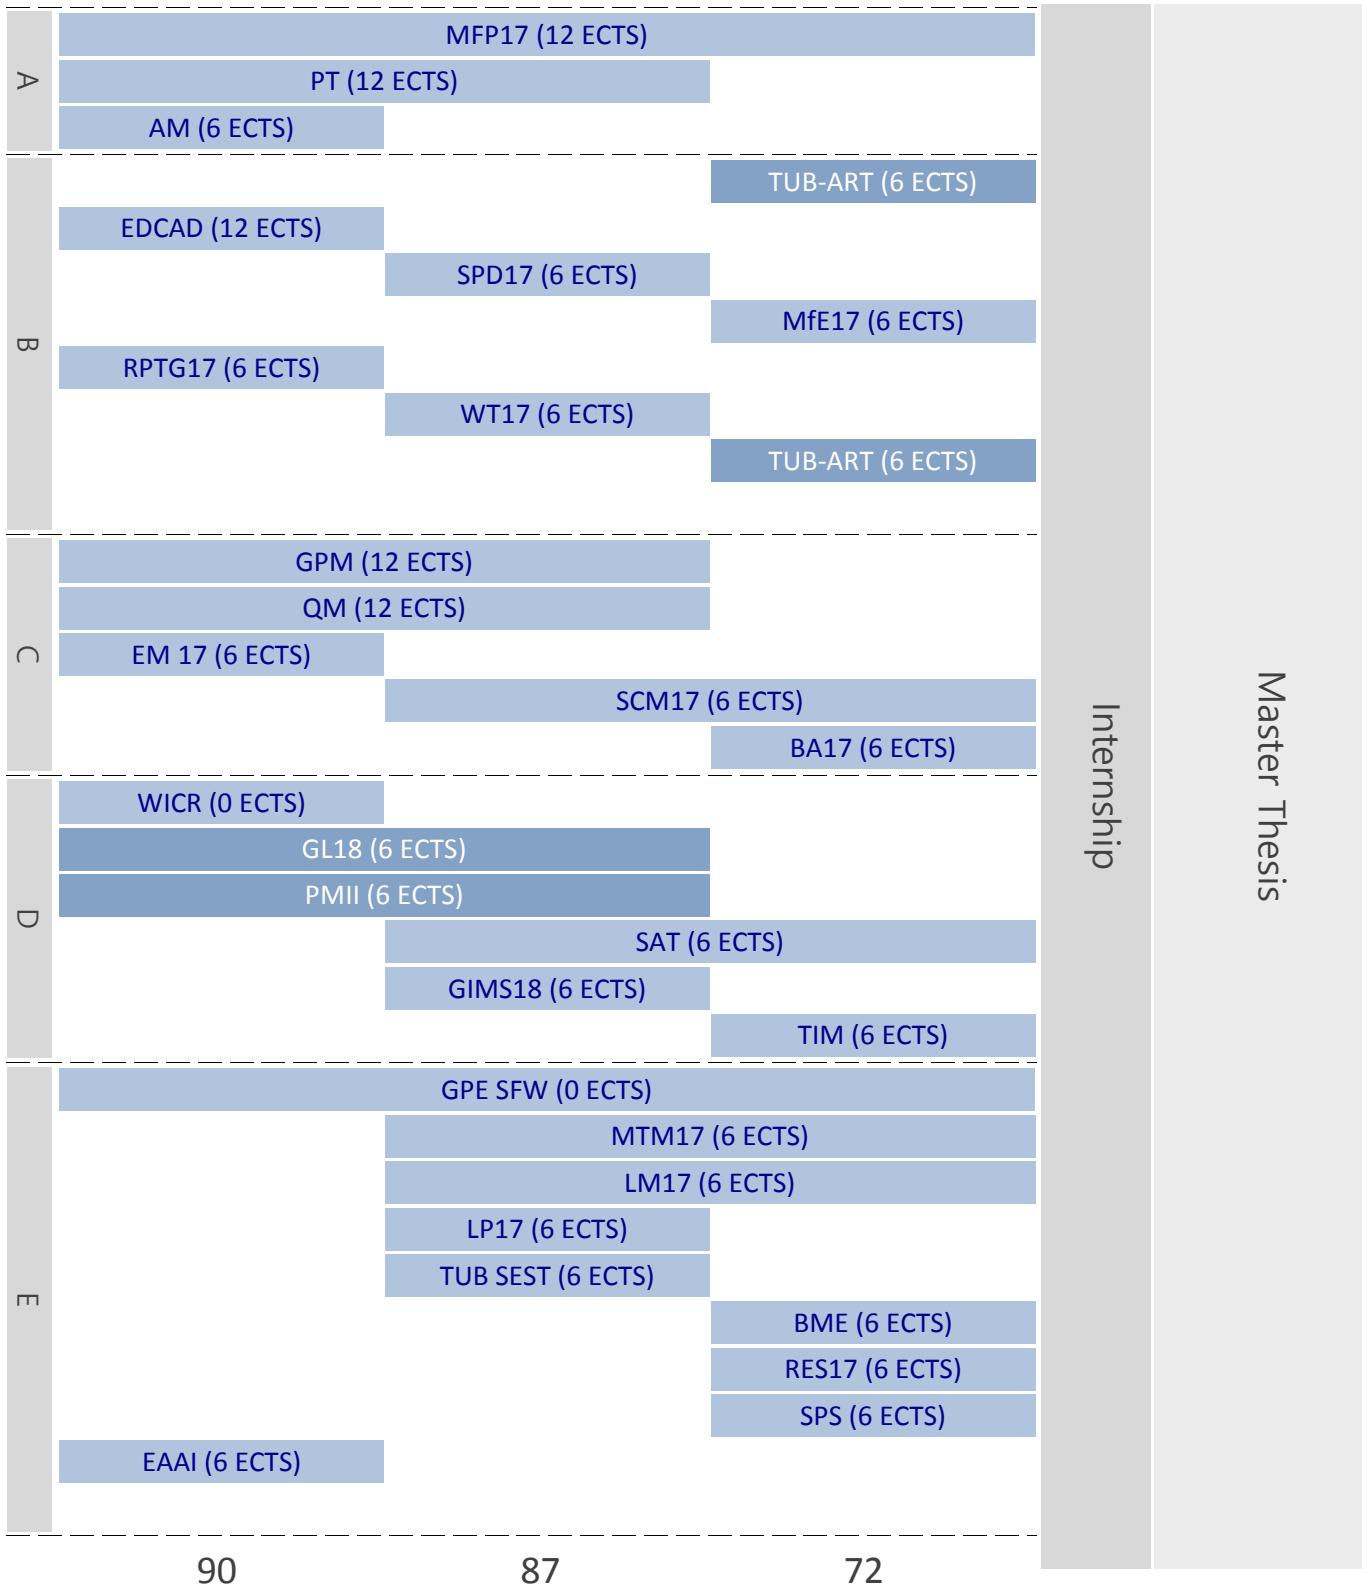 A
MFP17 (12 ECTS)
PT (12 ECTS)
AM (6 ECTS)
B
TUB-ART (6 ECTS)
EDCAD (12 ECTS)
SPD17 (6 ECTS)
MfE17 (6 ECTS)
RPTG17 (6 ECTS)
WT17 (6 ECTS)
TUB-ART (6 ECTS)
C
GPM (12 ECTS)
QM (12 ECTS)
EM 17 (6 ECTS)
SCM17 (6 ECTS)
BA17 (6 ECTS)
D
WICR (0 ECTS)
GL18 (6 ECTS)
PMII (6 ECTS)
SAT (6 ECTS)
GIMS18 (6 ECTS)
TIM (6 ECTS)
E
GPE SFW (0 ECTS)
MTM17 (6 ECTS)
LM17 (6 ECTS)
LP17 (6 ECTS)
TUB SEST (6 ECTS)
BME (6 ECTS)
RES17 (6 ECTS)
SPS (6 ECTS)
EAAI (6 ECTS)
90 87 72
Internship
Master Thesis